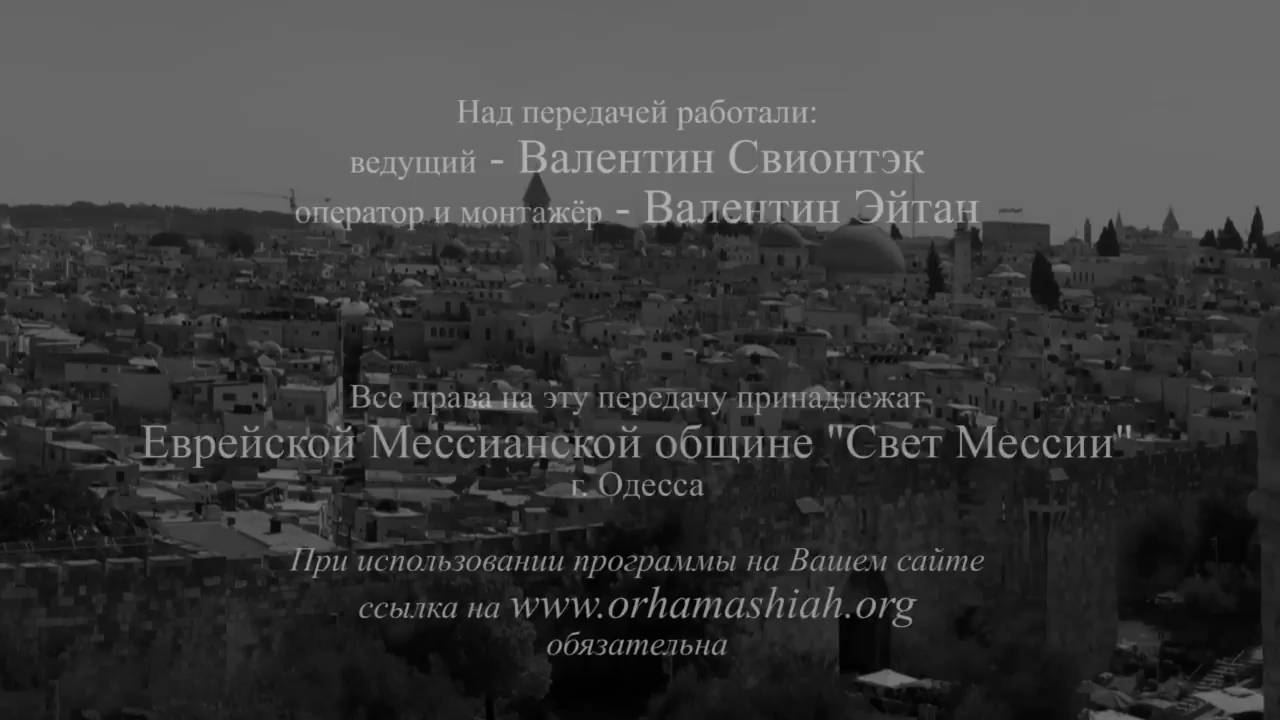 Над передачей работали:
ведущий - Валентин Свионтэк
оператор и монтажёр - Валентин Эйтан
Все права на эту передачу принадлежат
Еврейской Мессианской общине "Свет Мессии"
г. Одесса
При использовании программы на Вашем сайте
ссылка на www.orhamashiah.org
обязательна